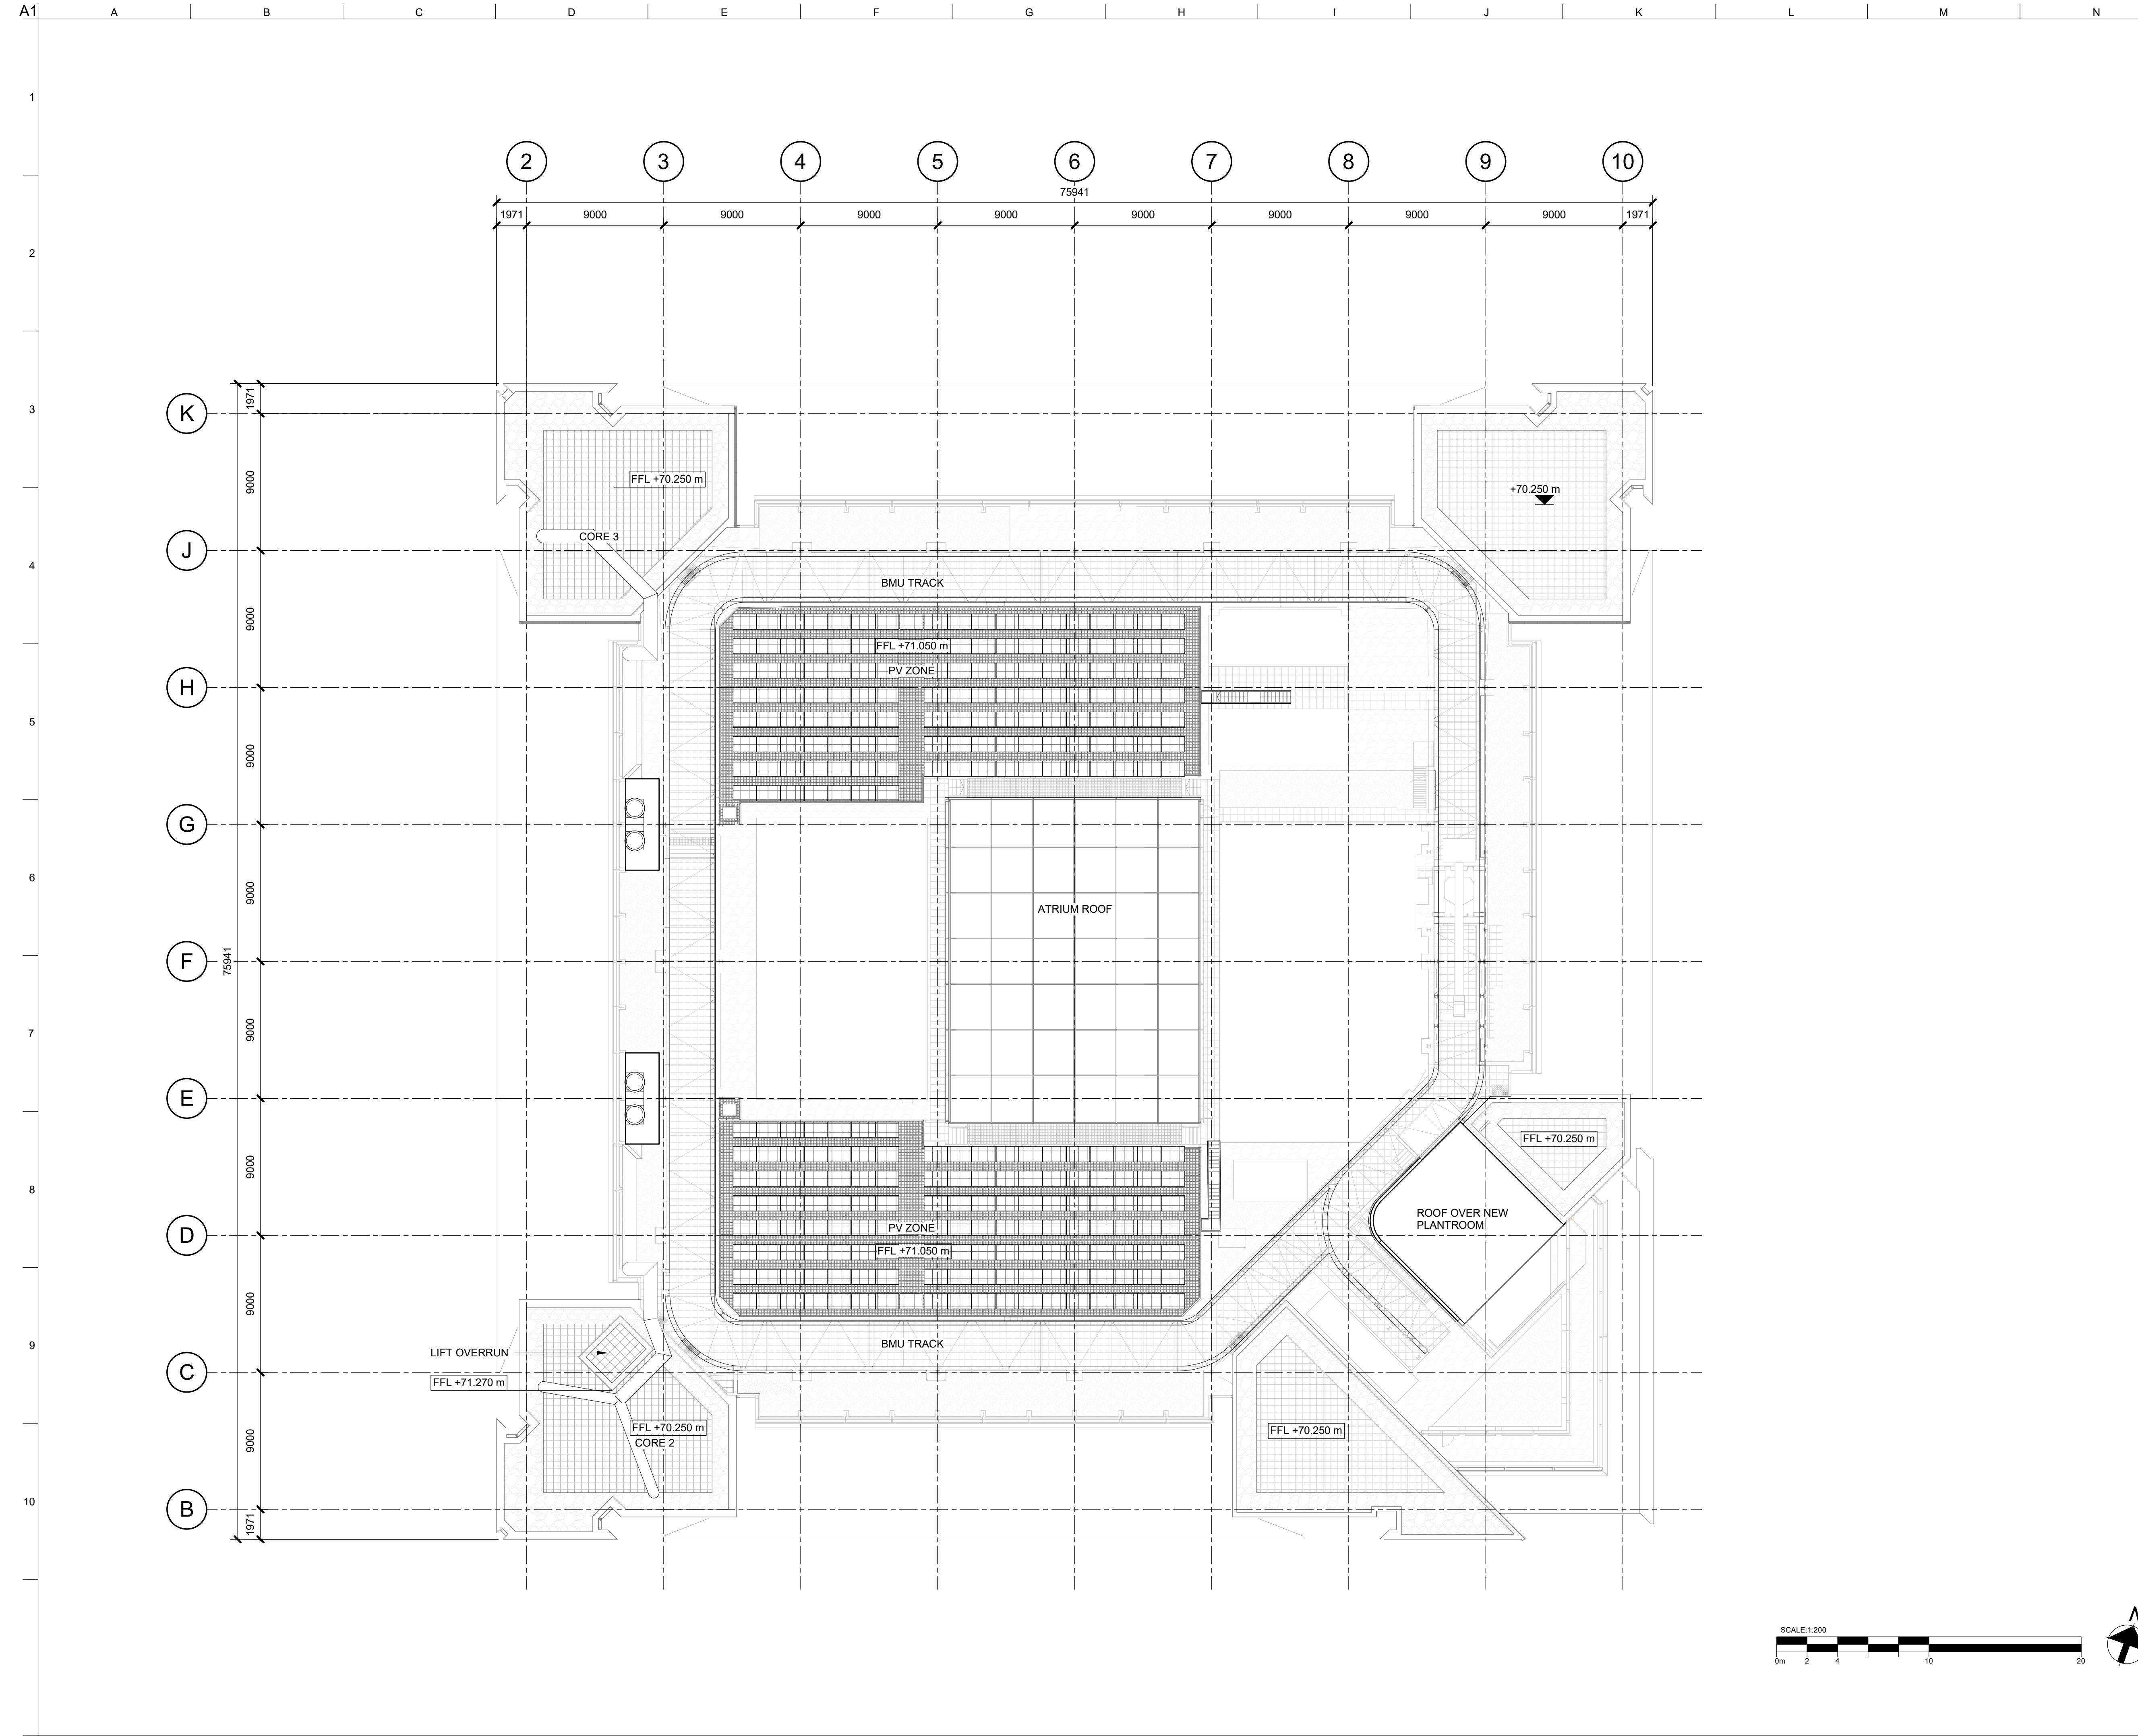 A1
A B C D E F G H I J K L M N
1
2
3
4
5
6
7
8
9
10
2 3 4 5 6 7 8 9 10
75941
1971 9000 9000 9000 9000 9000 9000 9000 9000 1971
K
J
H
G
F
E
D
C
B
75941
1971
9000
9000
9000
9000
9000
9000
9000
9000
1971
FFL +70.250 m
+70.250 m
CORE 3
BMU TRACK
FFL +71.050 m
PV ZONE
ATRIUM ROOF
FFL +70.250 m
ROOF OVER NEW
PLANTROOM
PV ZONE
FFL +71.050 m
BMU TRACK
LIFT OVERRUN
FFL +71.270 m
FFL +70.250 m
CORE 2
FFL +70.250 m
SCALE:1:200
0m 2 4 10 20
N